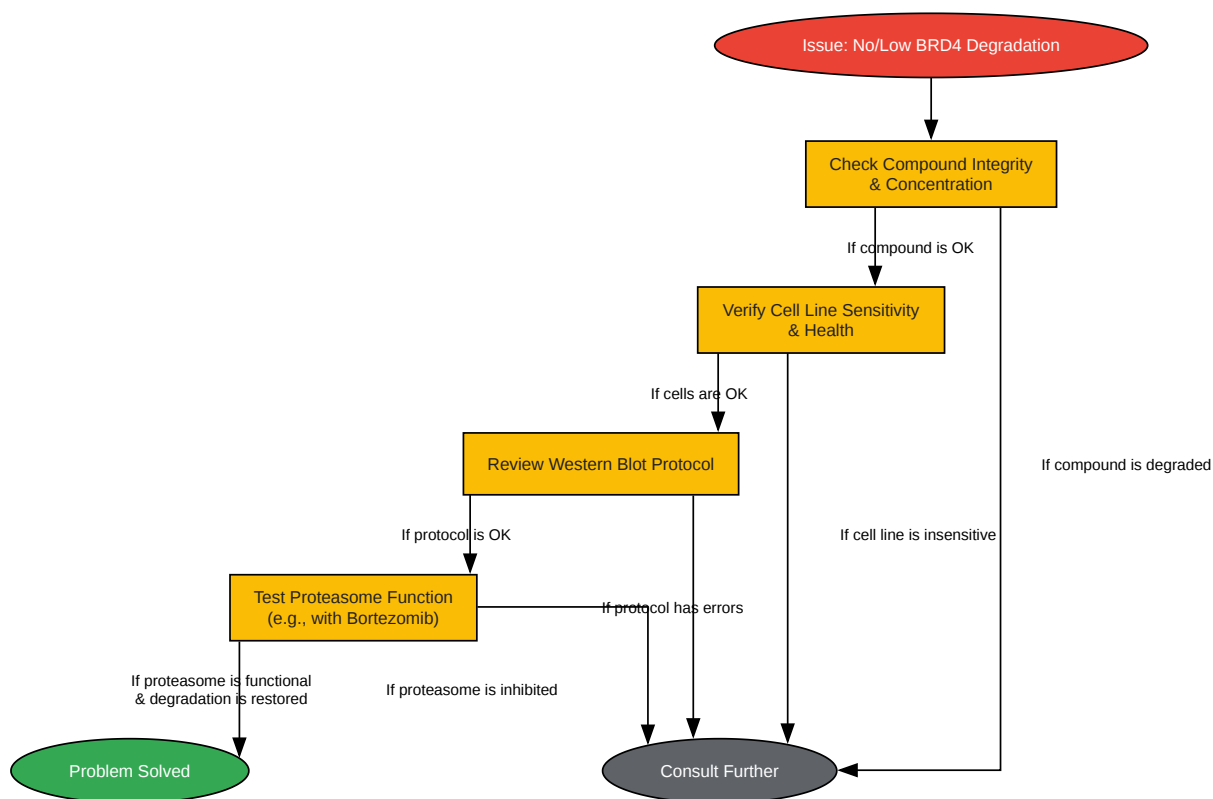 Issue: No/Low BRD4 Degradation
Check Compound Integrity
& Concentration
If compound is OK
Verify Cell Line Sensitivity
& Health
If cells are OK
Review Western Blot Protocol
If compound is degraded
If protocol is OK
If cell line is insensitive
Test Proteasome Function
(e.g., with Bortezomib)
If protocol has errors
If proteasome is functional
& degradation is restored
If proteasome is inhibited
Problem Solved
Consult Further